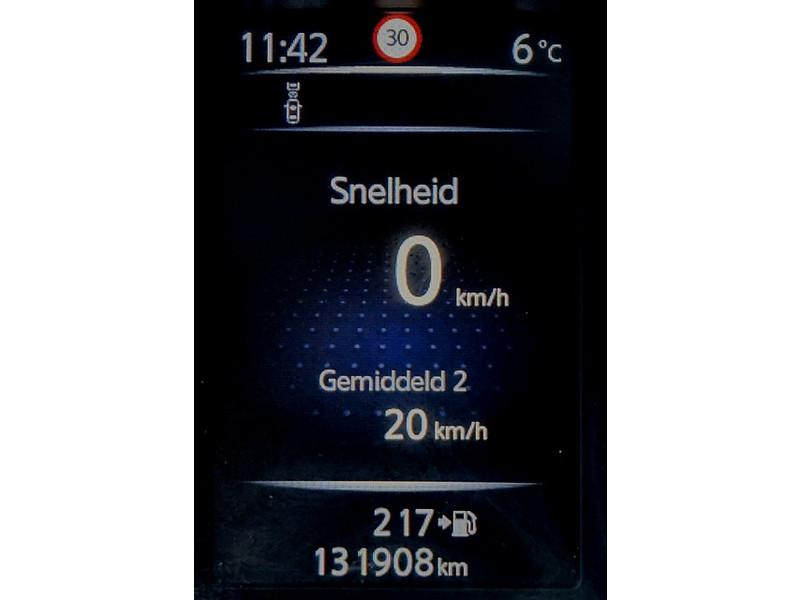 11:42 30 6 °C
Snelheid
0 km/h
Gemiddeld 2
20 km/h
217
131908 km